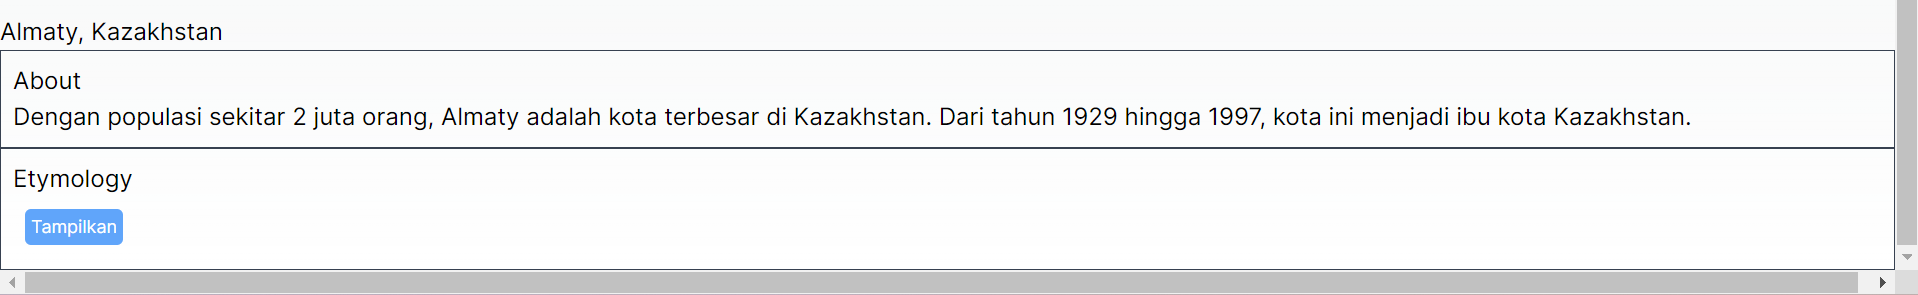 Almaty, Kazakhstan
About
Dengan populasi sekitar 2 juta orang, Almaty adalah kota terbesar di Kazakhstan. Dari tahun 1929 hingga 1997, kota ini menjadi ibu kota Kazakhstan.
Etymology
Tampilkan